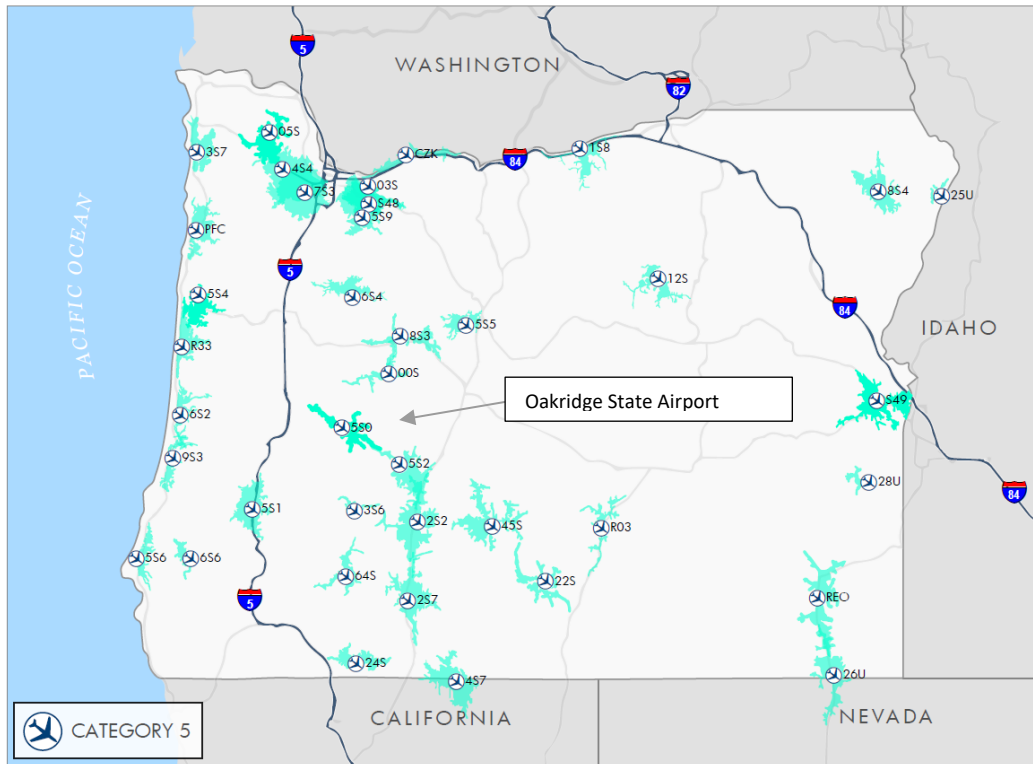 5
WASHINGTON
82
05S
3S7
CZK
1S8
84
4S4
03S
7S3
S48
5S9
8S4
25U
PFC
PACIFIC OCEAN
5
12S
5S4
6S4
84
5S5
IDAHO
8S3
R33
00S
Oakridge State Airport
S49
6S2
5S0
9S3
5S2
28U
84
5S1
3S6
2S2
45S
R03
5S6
6S6
64S
22S
5
2S7
REO
24S
4S7
26U
CATEGORY 5
CALIFORNIA
NEVADA